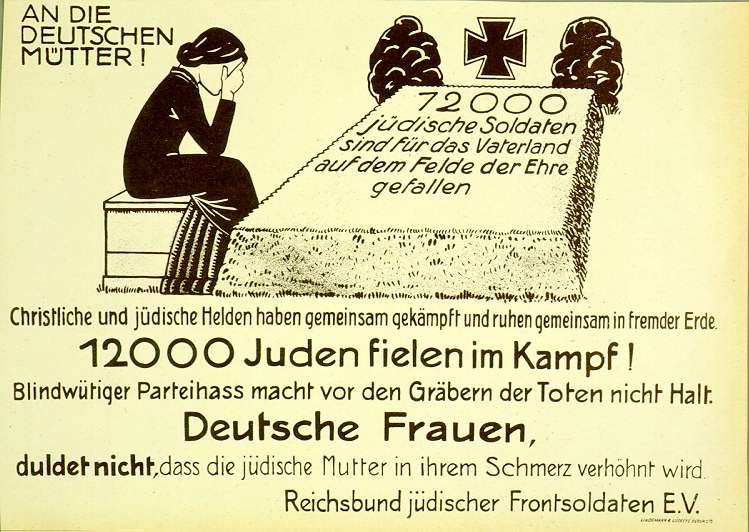 AN DIE
DEUTSCHEN
MÜTTER!
12000
jüdische Soldaten
sind für das Vaterland
auf dem Felde der Ehre
gefallen
Christliche und jüdische Helden haben gemeinsam gekämpft und ruhen gemeinsam in fremder Erde.
12000 Juden fielen im Kampf!
Blindwütiger Parteihass macht vor den Gräbern der Toten nicht Halt.
Deutsche Frauen,
duldet nicht, dass die jüdische Mutter in ihrem Schmerz verhöhnt wird.
Reichsbund jüdischer Frontsoldaten E.V.